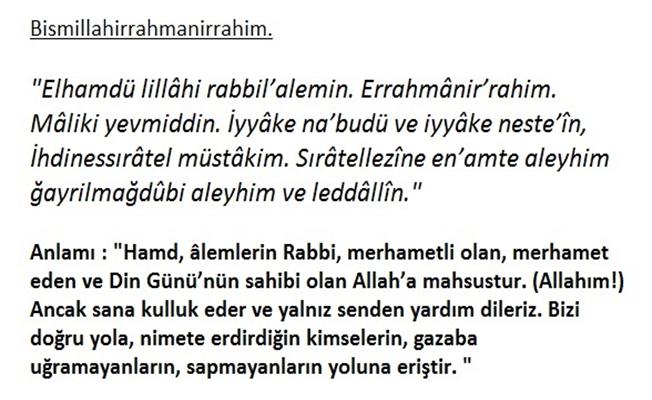 Bismillahirrahmanirrahim.
"Elhamdü lillâhi rabbil’alemin. Errahmânir’rahim.
Mâliki yevmiddin. İyyâke na’budü ve iyyâke neste’în,
İhdinessırâtel müstâkim. Sırâtellezîne en’amte aleyhim
ğayrilmağdûbi aleyhim ve leddâllîn."
Anlamı : "Hamd, âlemlerin Rabbi, merhametli olan, merhamet
eden ve Din Günü’nün sahibi olan Allah’a mahsustur. (Allahım!)
Ancak sana kulluk eder ve yalnız senden yardım dileriz. Bizi
doğru yola, nimete erdirdiğin kimselerin, gazaba
uğramayanların, sapmayanların yoluna eriştir. "